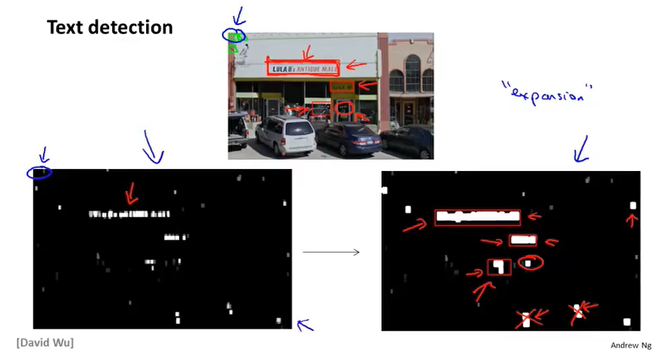 Text detection
LULA B's ANTIQUE MALL
"expansion"
[David Wu]
Andrew Ng